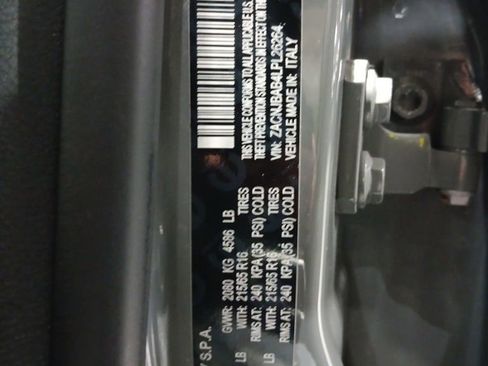 Y S.P.A.
GVWR: 2080 KG 4586 LB
LB WITH: 215/65 R16 TIRES
RIMS AT: 240 KPA(35 PSI) COLD
LB WITH: 215/65 R16 TIRES
RIMS AT: 240 KPA(35 PSI) COLD
THIS VEHICLE CONFORMS TO ALL APPLICABLE U.S.
THEFT PREVENTION STANDARDS IN EFFECT ON THE
VIN: ZACNJBAB4LPL26264
VEHICLE MADE IN: ITALY